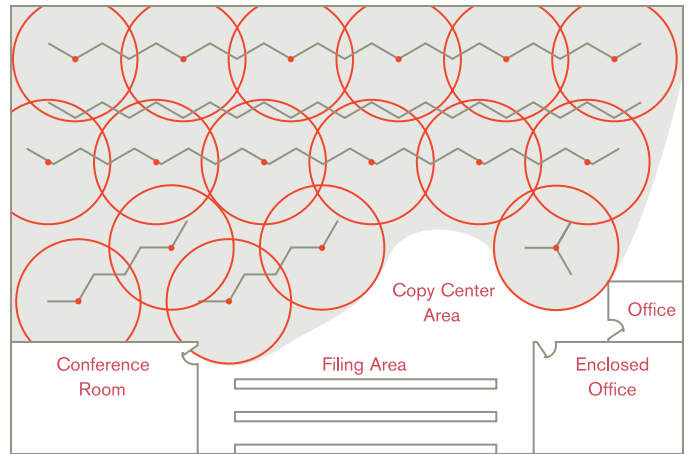 Copy Center
Area
Office
Conference
Room
Filing Area
Enclosed
Office